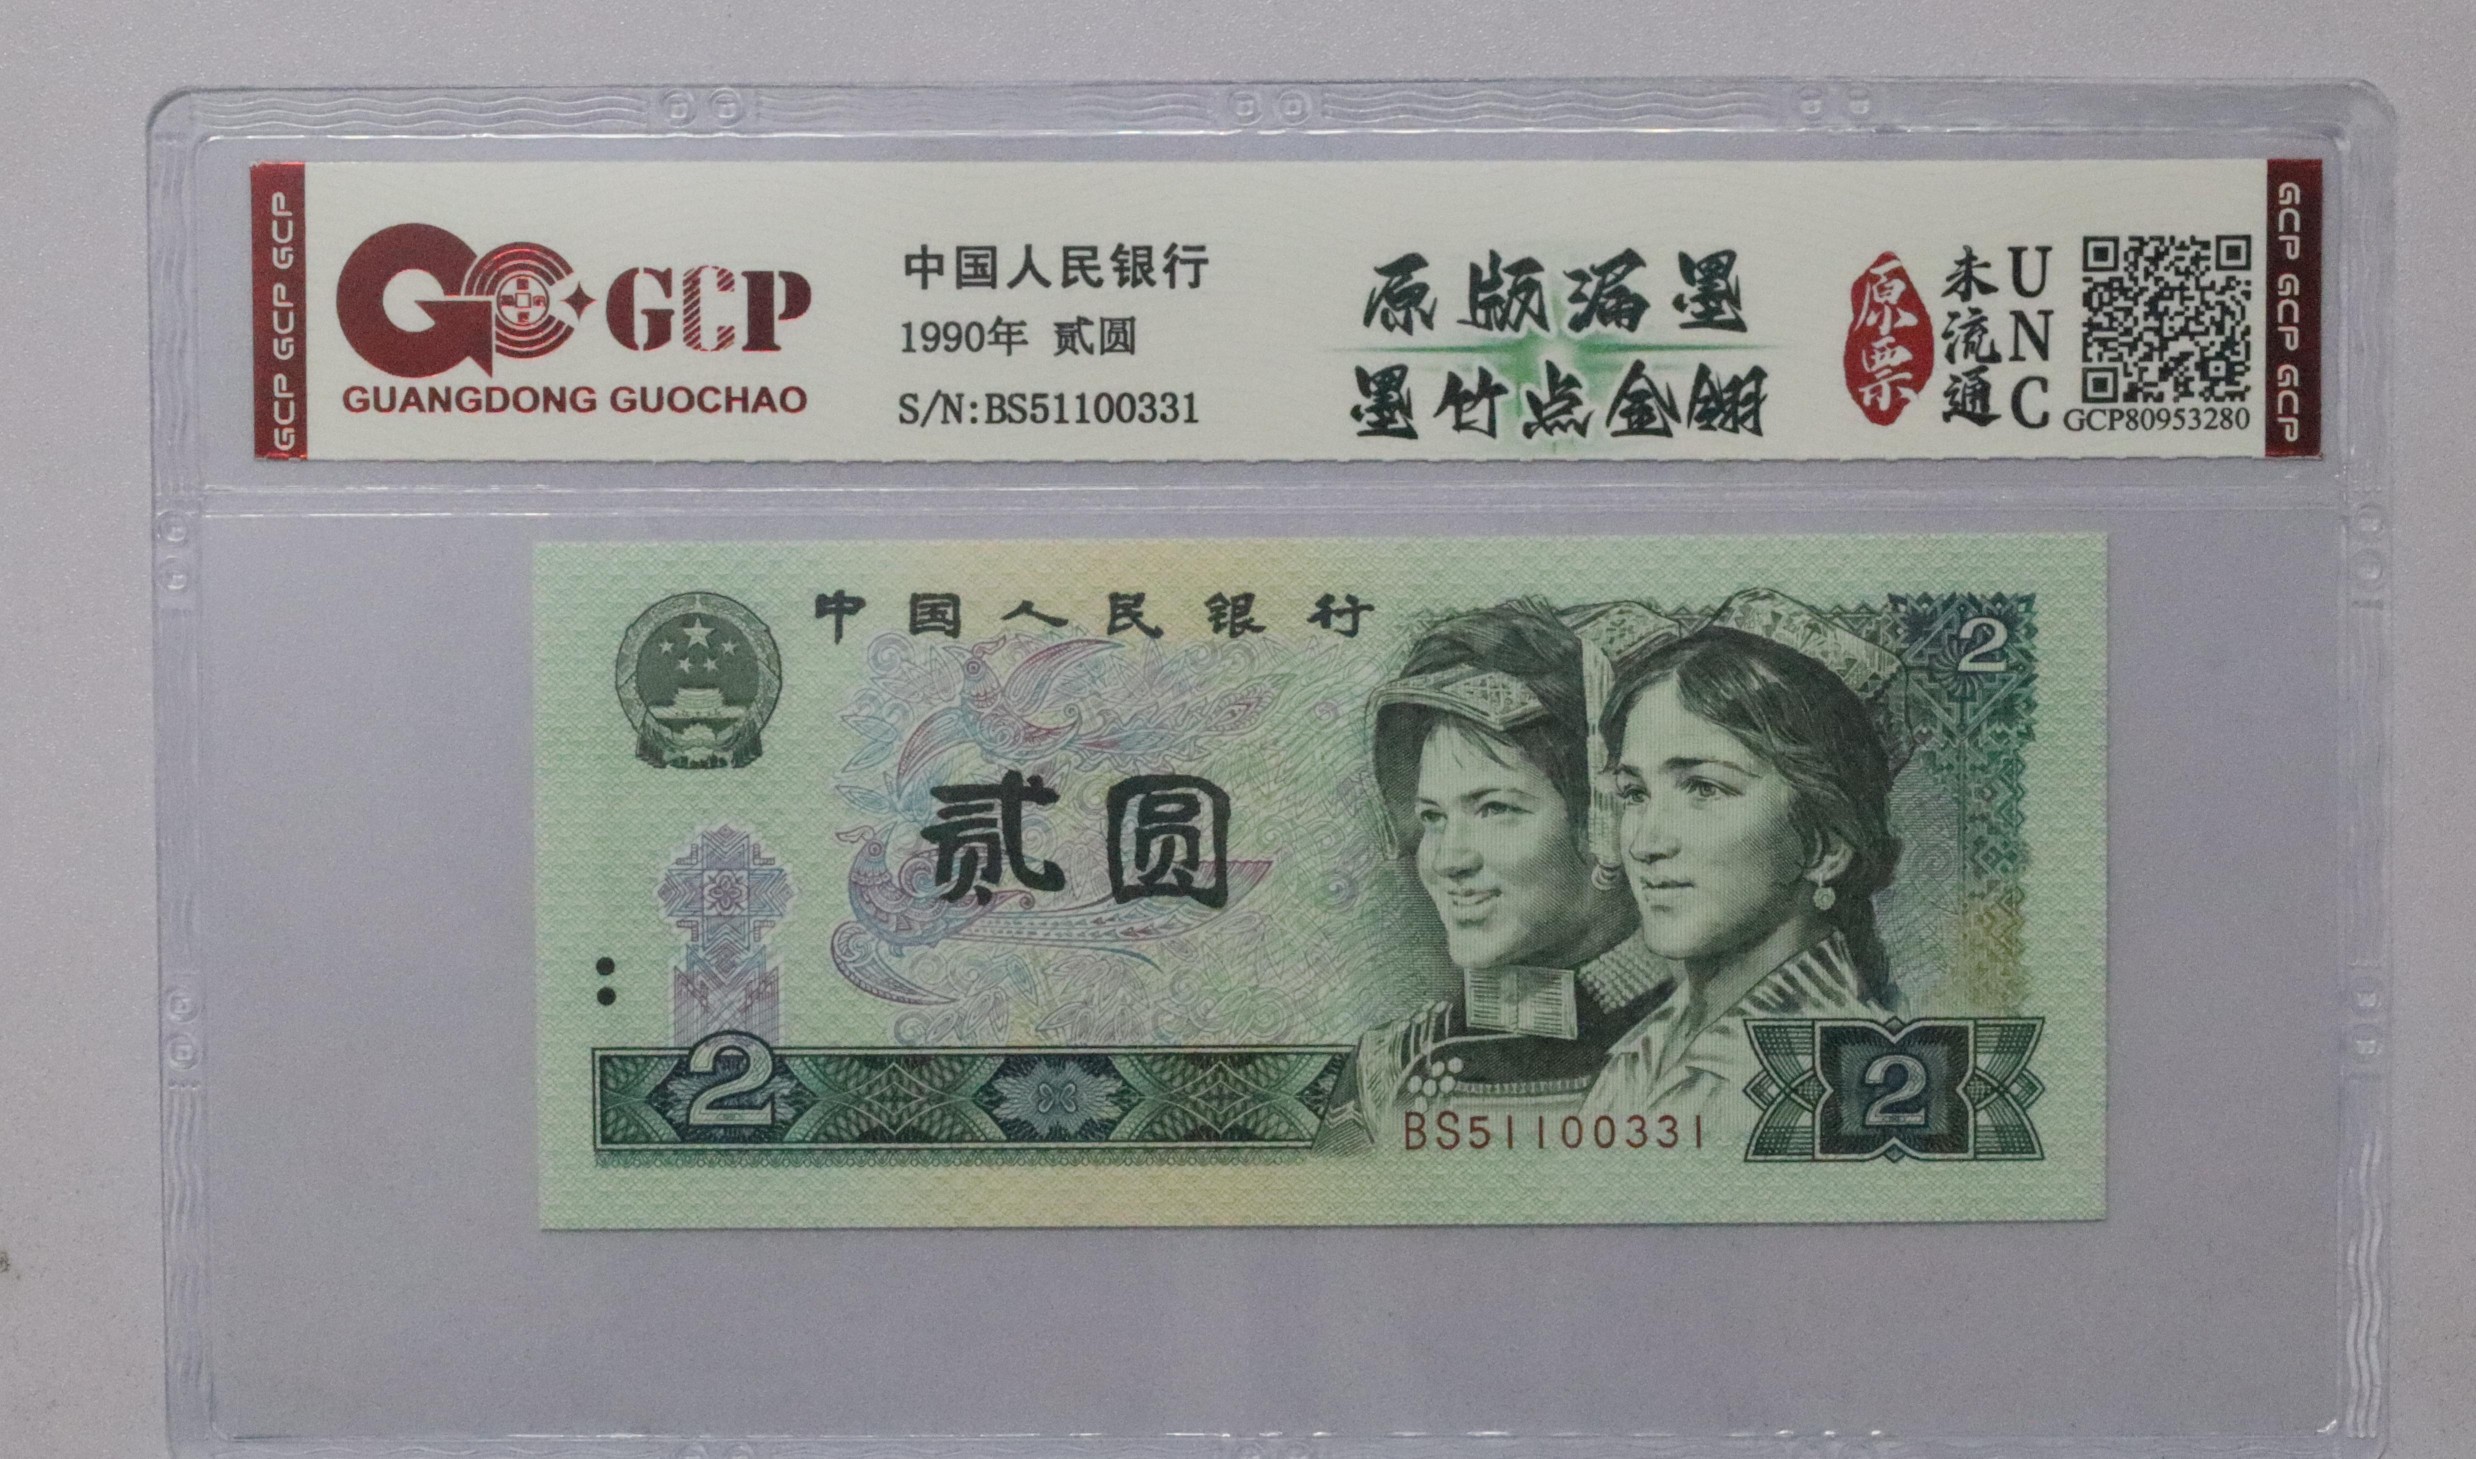 GCP GCP GCP
GCP
GUANGDONG GUOCHAO
中国人民银行
1990年 贰圆
S/N:BS51100331
原版漏墨
墨竹点金翎
原票
未流通
UNC
GCP80953280
GCP GCP GCP
中国人民银行
2
贰圆
2
BS51100331
2